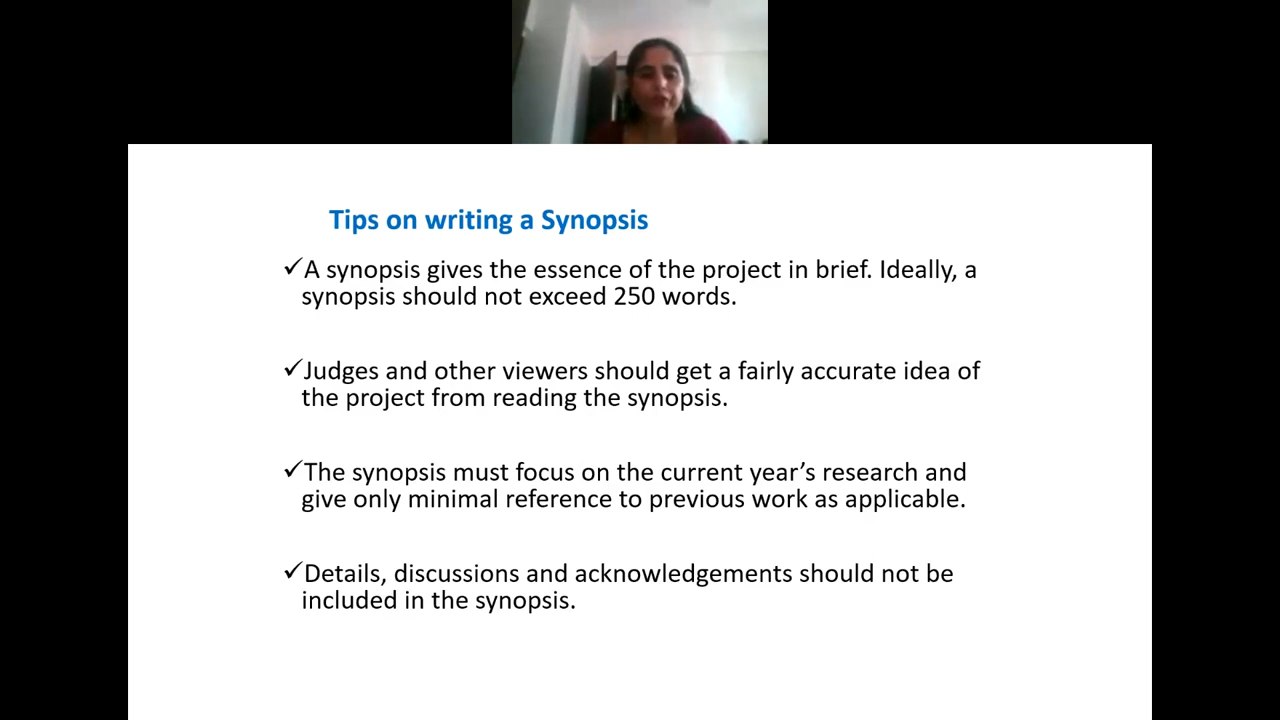 Tips on writing a Synopsis
✓A synopsis gives the essence of the project in brief. Ideally, a
synopsis should not exceed 250 words.
✓Judges and other viewers should get a fairly accurate idea of
the project from reading the synopsis.
✓The synopsis must focus on the current year’s research and
give only minimal reference to previous work as applicable.
✓Details, discussions and acknowledgements should not be
included in the synopsis.